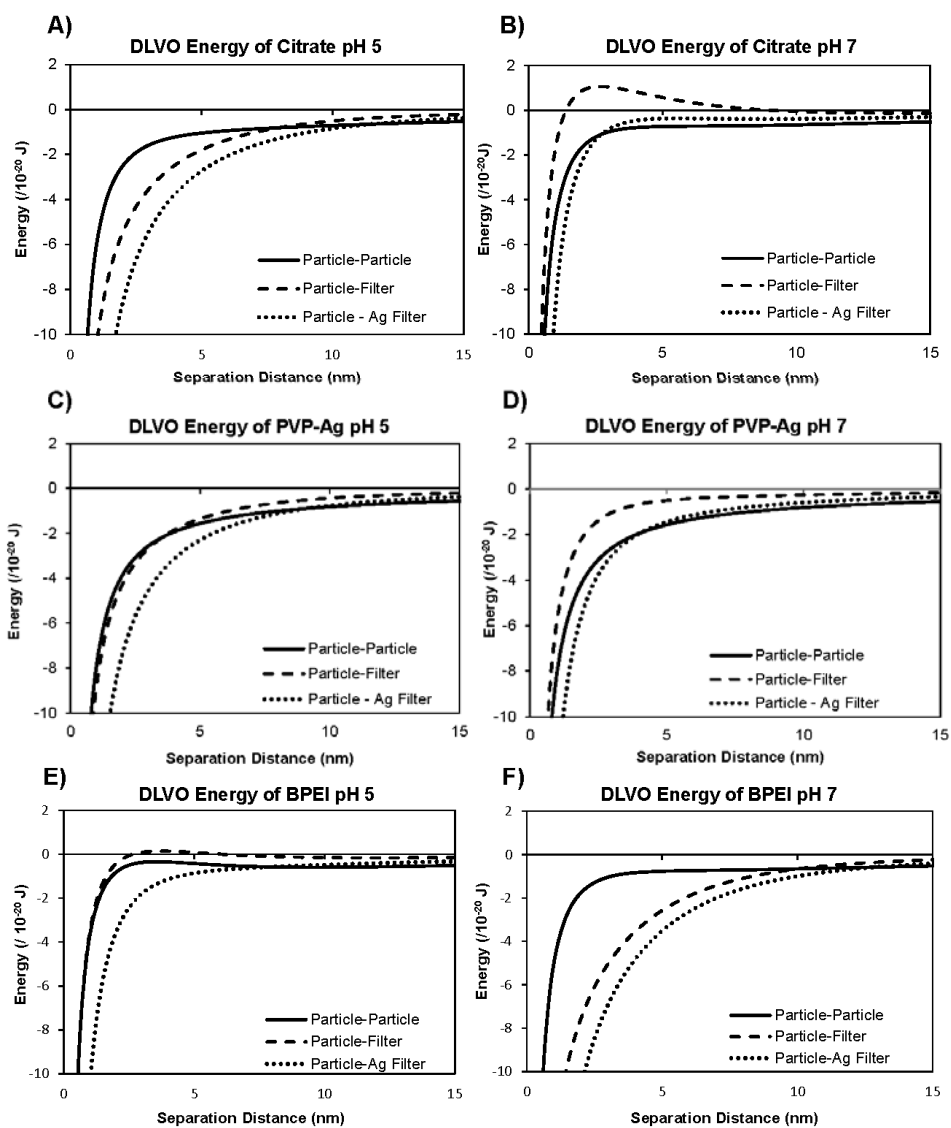 A)
DLVO Energy of Citrate pH 5
2
0
-2
-4
-6
-8
-10
Energy (/10-20 J)
Particle-Particle
Particle-Filter
Particle - Ag Filter
0 5 10 15
Separation Distance (nm)
B)
DLVO Energy of Citrate pH 7
2
0
-2
-4
-6
-8
-10
Energy (/10-20 J)
Particle-Particle
Particle-Filter
Particle - Ag Filter
0 5 10 15
Separation Distance (nm)
C)
DLVO Energy of PVP-Ag pH 5
2
0
-2
-4
-6
-8
-10
Energy (/10-20 J)
Particle-Particle
Particle-Filter
Particle - Ag Filter
0 5 10 15
Separation Distance (nm)
D)
DLVO Energy of PVP-Ag pH 7
2
0
-2
-4
-6
-8
-10
Energy (/10-20 J)
Particle-Particle
Particle-Filter
Particle - Ag Filter
0 5 10 15
Separation Distance (nm)
E)
DLVO Energy of BPEI pH 5
2
0
-2
-4
-6
-8
-10
Energy (/ 10-20 J)
Particle-Particle
Particle-Filter
Particle-Ag Filter
0 5 10 15
Separation Distance (nm)
F)
DLVO Energy of BPEI pH 7
2
0
-2
-4
-6
-8
-10
Energy (/10-20 J)
Particle-Particle
Particle-Filter
Particle-Ag Filter
0 5 10 15
Separation Distance (nm)